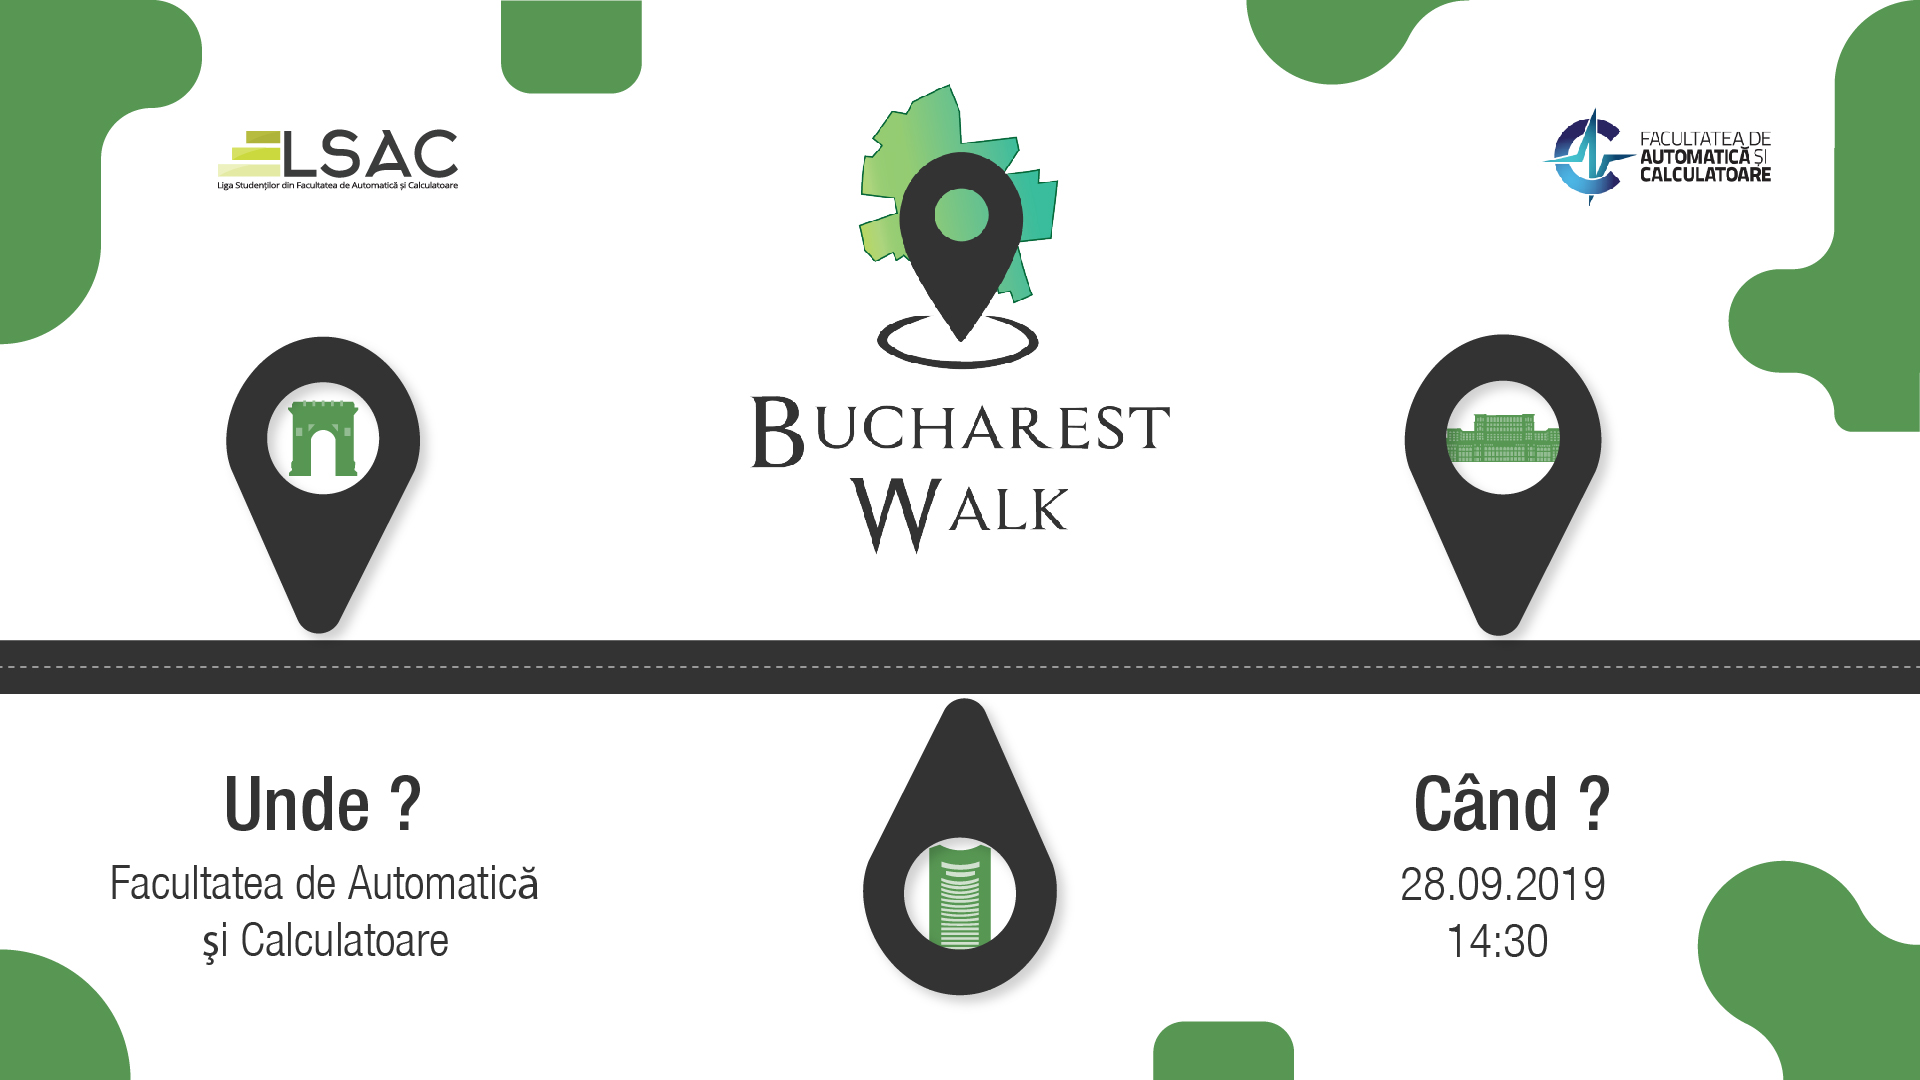 LSAC
Liga Studenților din Facultatea de Automatică și Calculatoare
FACULTATEA DE
AUTOMATICĂ ȘI
CALCULATOARE
BUCHAREST
WALK
Unde ?
Facultatea de Automatică
şi Calculatoare
Când ?
28.09.2019
14:30